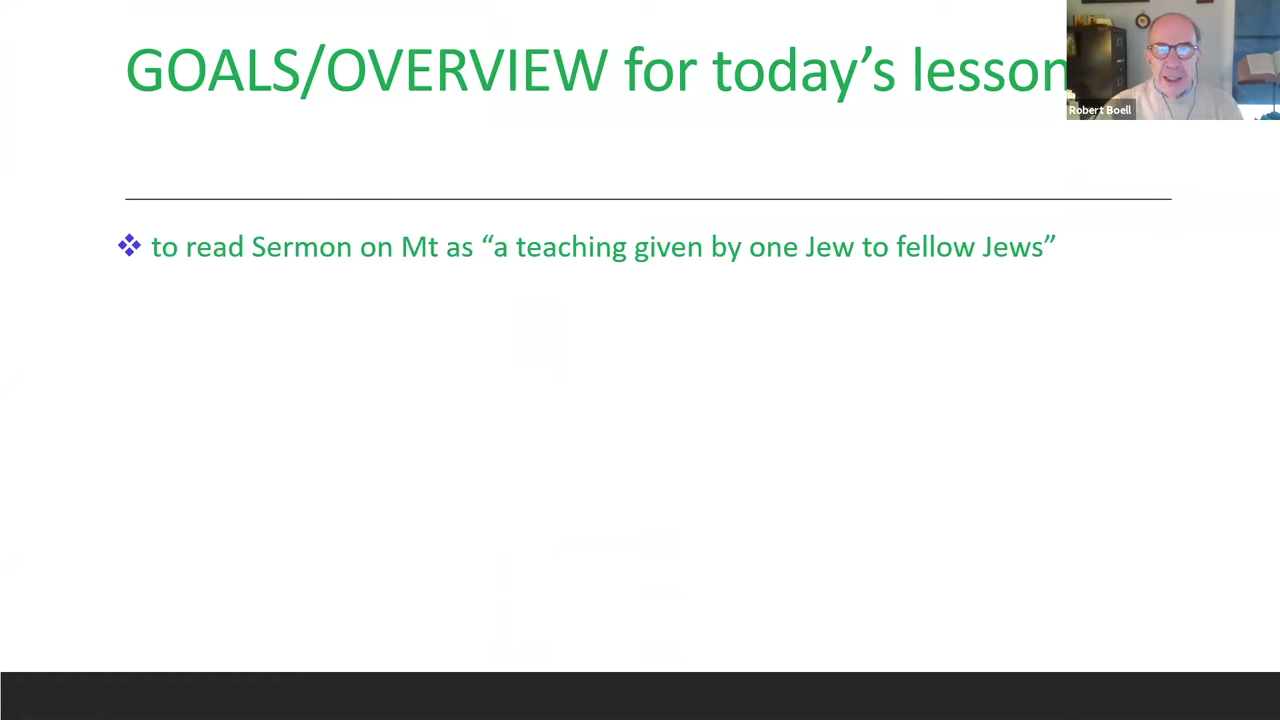 GOALS/OVERVIEW for today’s lesson
Robert Boell
to read Sermon on Mt as “a teaching given by one Jew to fellow Jews”